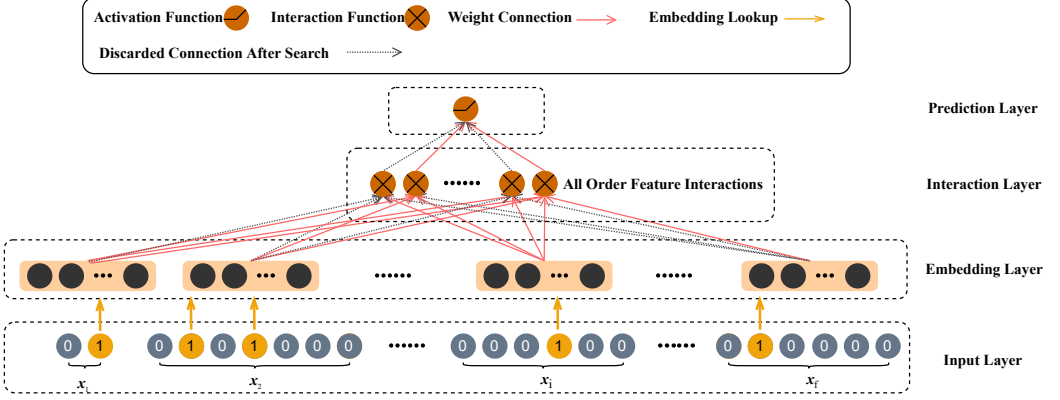 Activation Function Interaction Function Weight Connection Embedding Lookup
Discarded Connection After Search
Prediction Layer
•••••• All Order Feature Interactions Interaction Layer
••• ••• •••••• ••• •••••• ••• Embedding Layer
0 1 0 1 0 1 0 0 0 •••••• 0 0 0 1 0 0 •••••• 0 1 0 0 0 0
Input Layer
x₁ x₂ xᵢ x_f